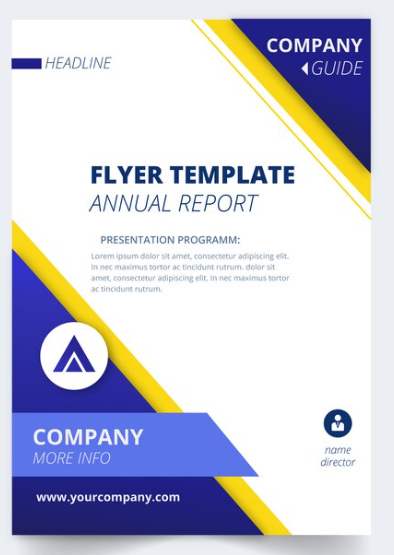 COMPANY
GUIDE
HEADLINE
FLYER TEMPLATE
ANNUAL REPORT
PRESENTATION PROGRAMM:
Lorem ipsum dolor sit amet, consectetur adipiscing elit.
In nec maximus tortor ac tincidunt rutrum, dolor sit
amet, consectetur adipiscing elit. In nec maximus tortor
ac tincidunt rutrum.
COMPANY
MORE INFO
name
director
www.yourcompany.com